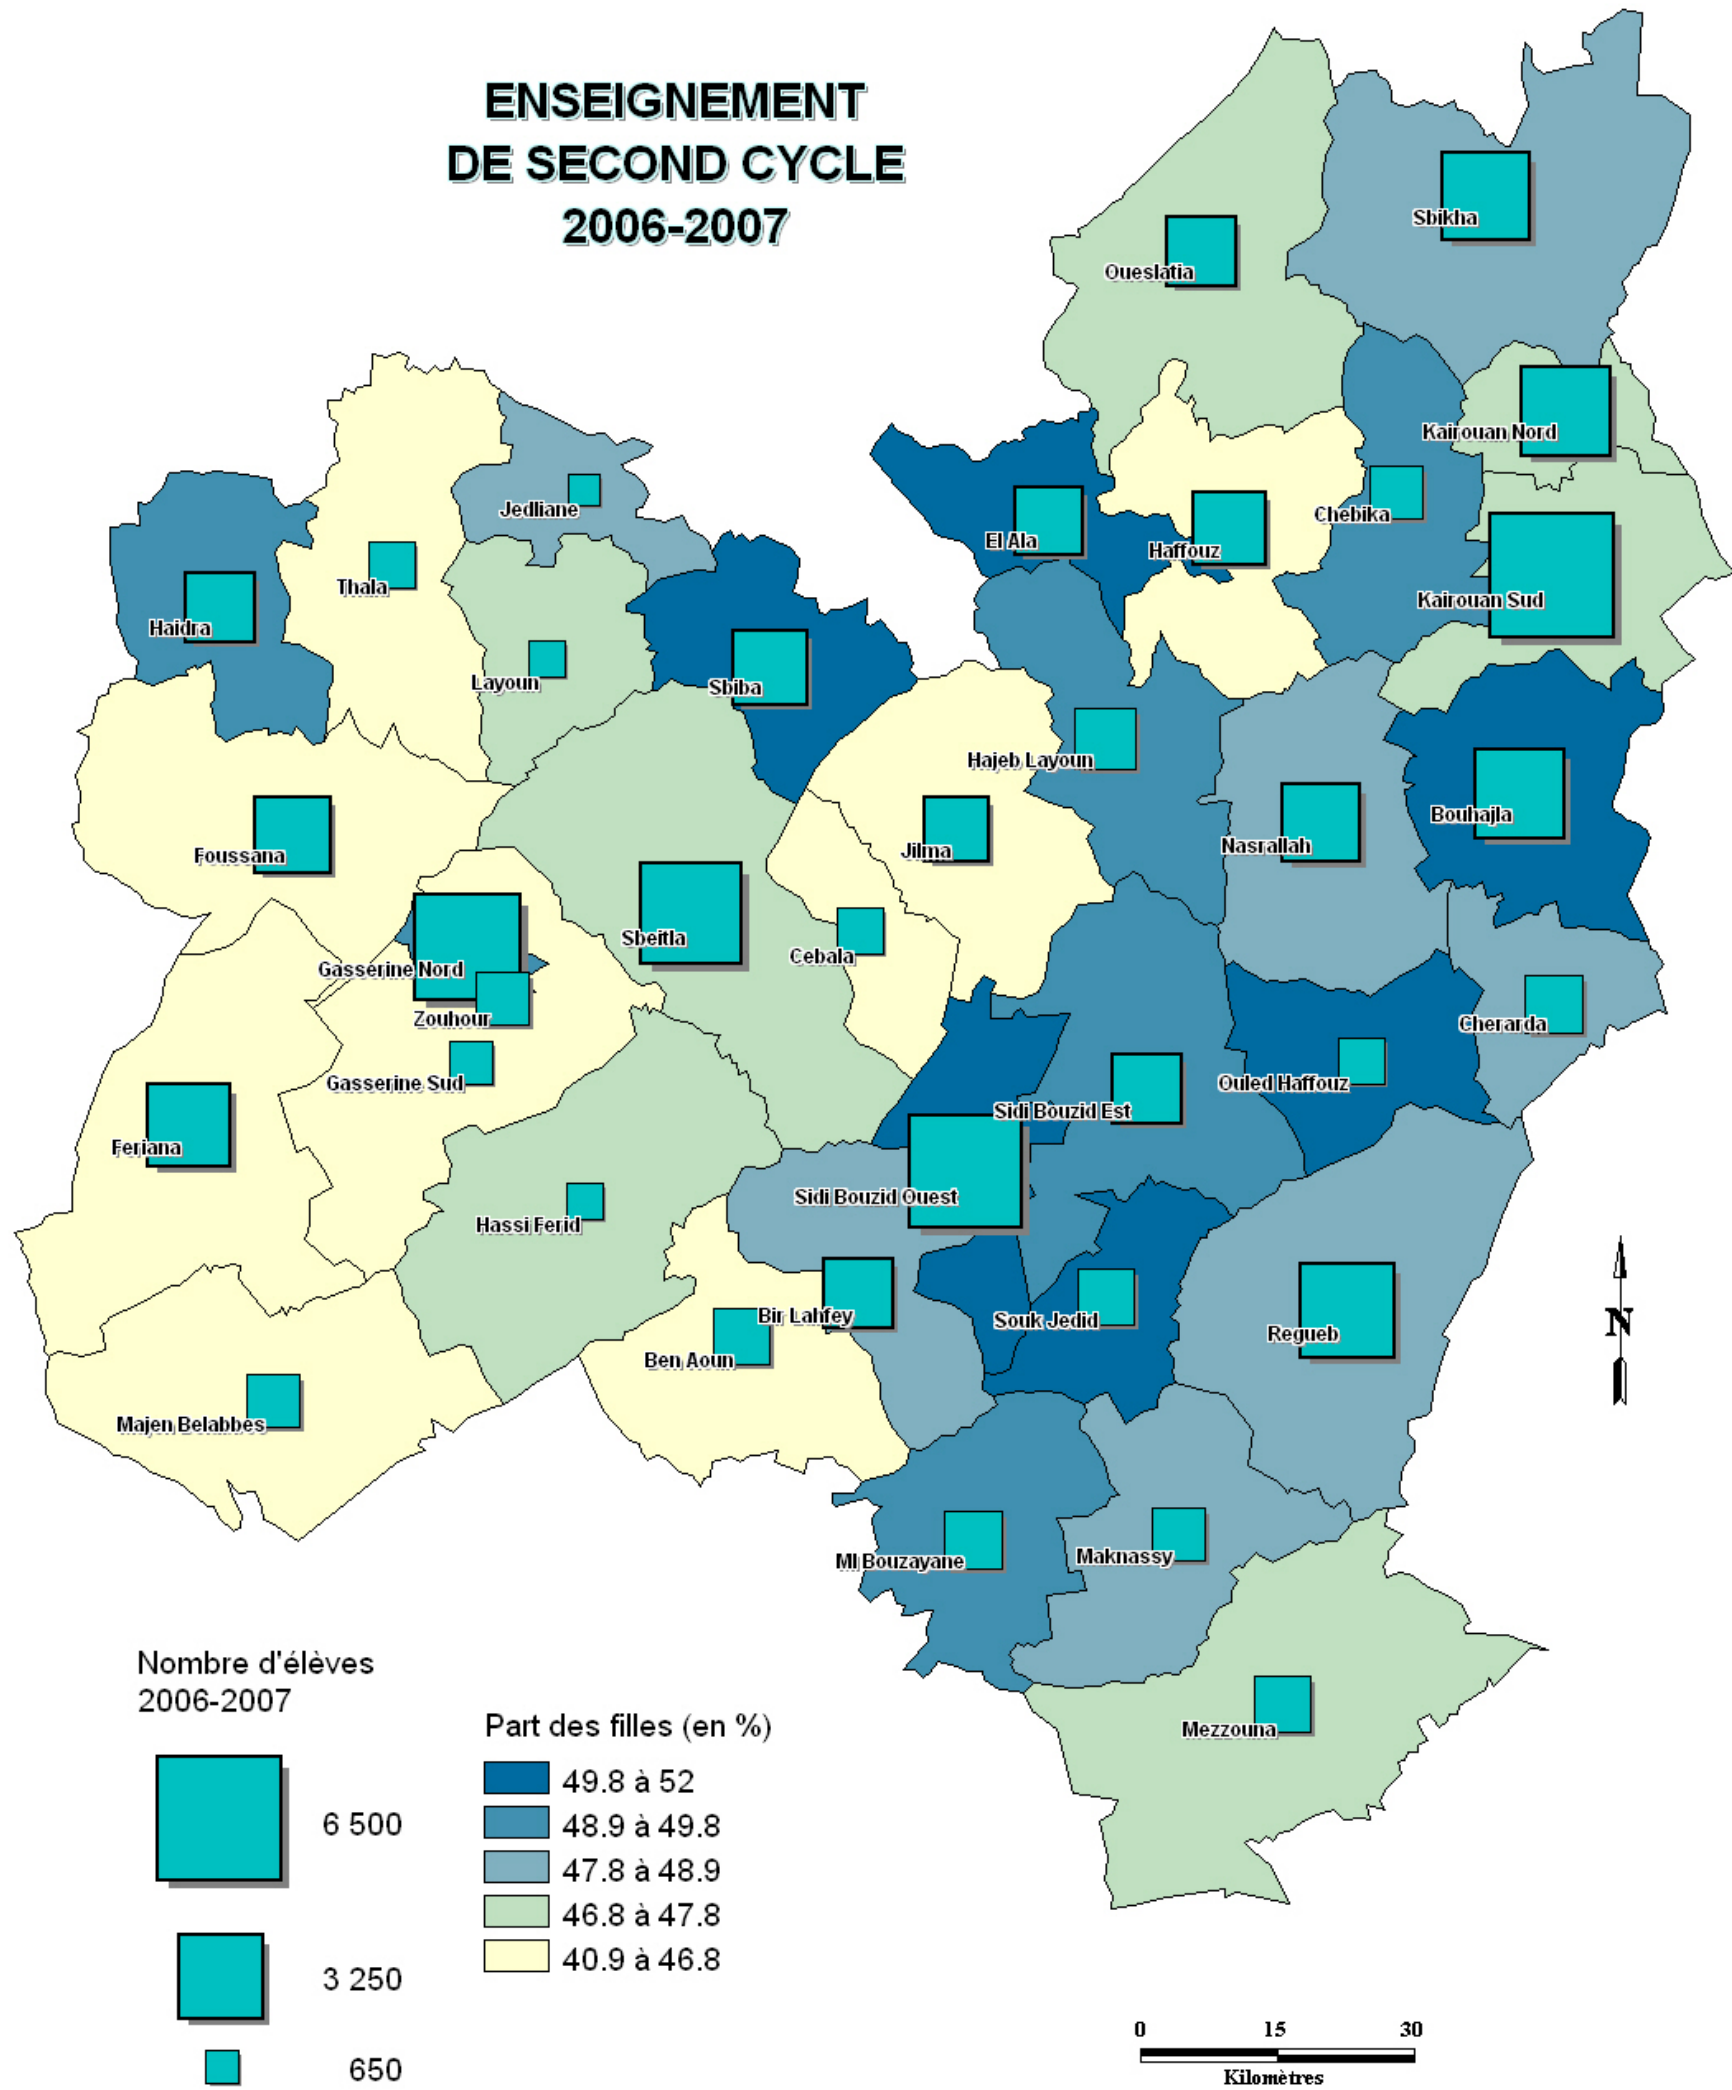 ENSEIGNEMENT
DE SECOND CYCLE
2006-2007
Sbikha
Oueslatia
Kairouan Nord
Jedliane
Chebika
El Ala
Haffouz
Thala
Kairouan Sud
Haidra
Layoun
Sbiba
Hajeb Layoun
Bouhajla
Nasrallah
Jilma
Foussana
Sbeitla
Cebala
Gasserine Nord
Zouhour
Cherarda
Gasserine Sud
Ouled Haffouz
Sidi Bouzid Est
Feriana
Sidi Bouzid Ouest
Hassi Ferid
Bir Lahfey
Souk Jedid
Regueb
N
Ben Aoun
Majen Belabbes
Ml Bouzayane
Maknassy
Mezzouna
Nombre d'élèves
2006-2007
6 500
3 250
650
Part des filles (en %)
49.8 à 52
48.9 à 49.8
47.8 à 48.9
46.8 à 47.8
40.9 à 46.8
0 15 30
Kilomètres